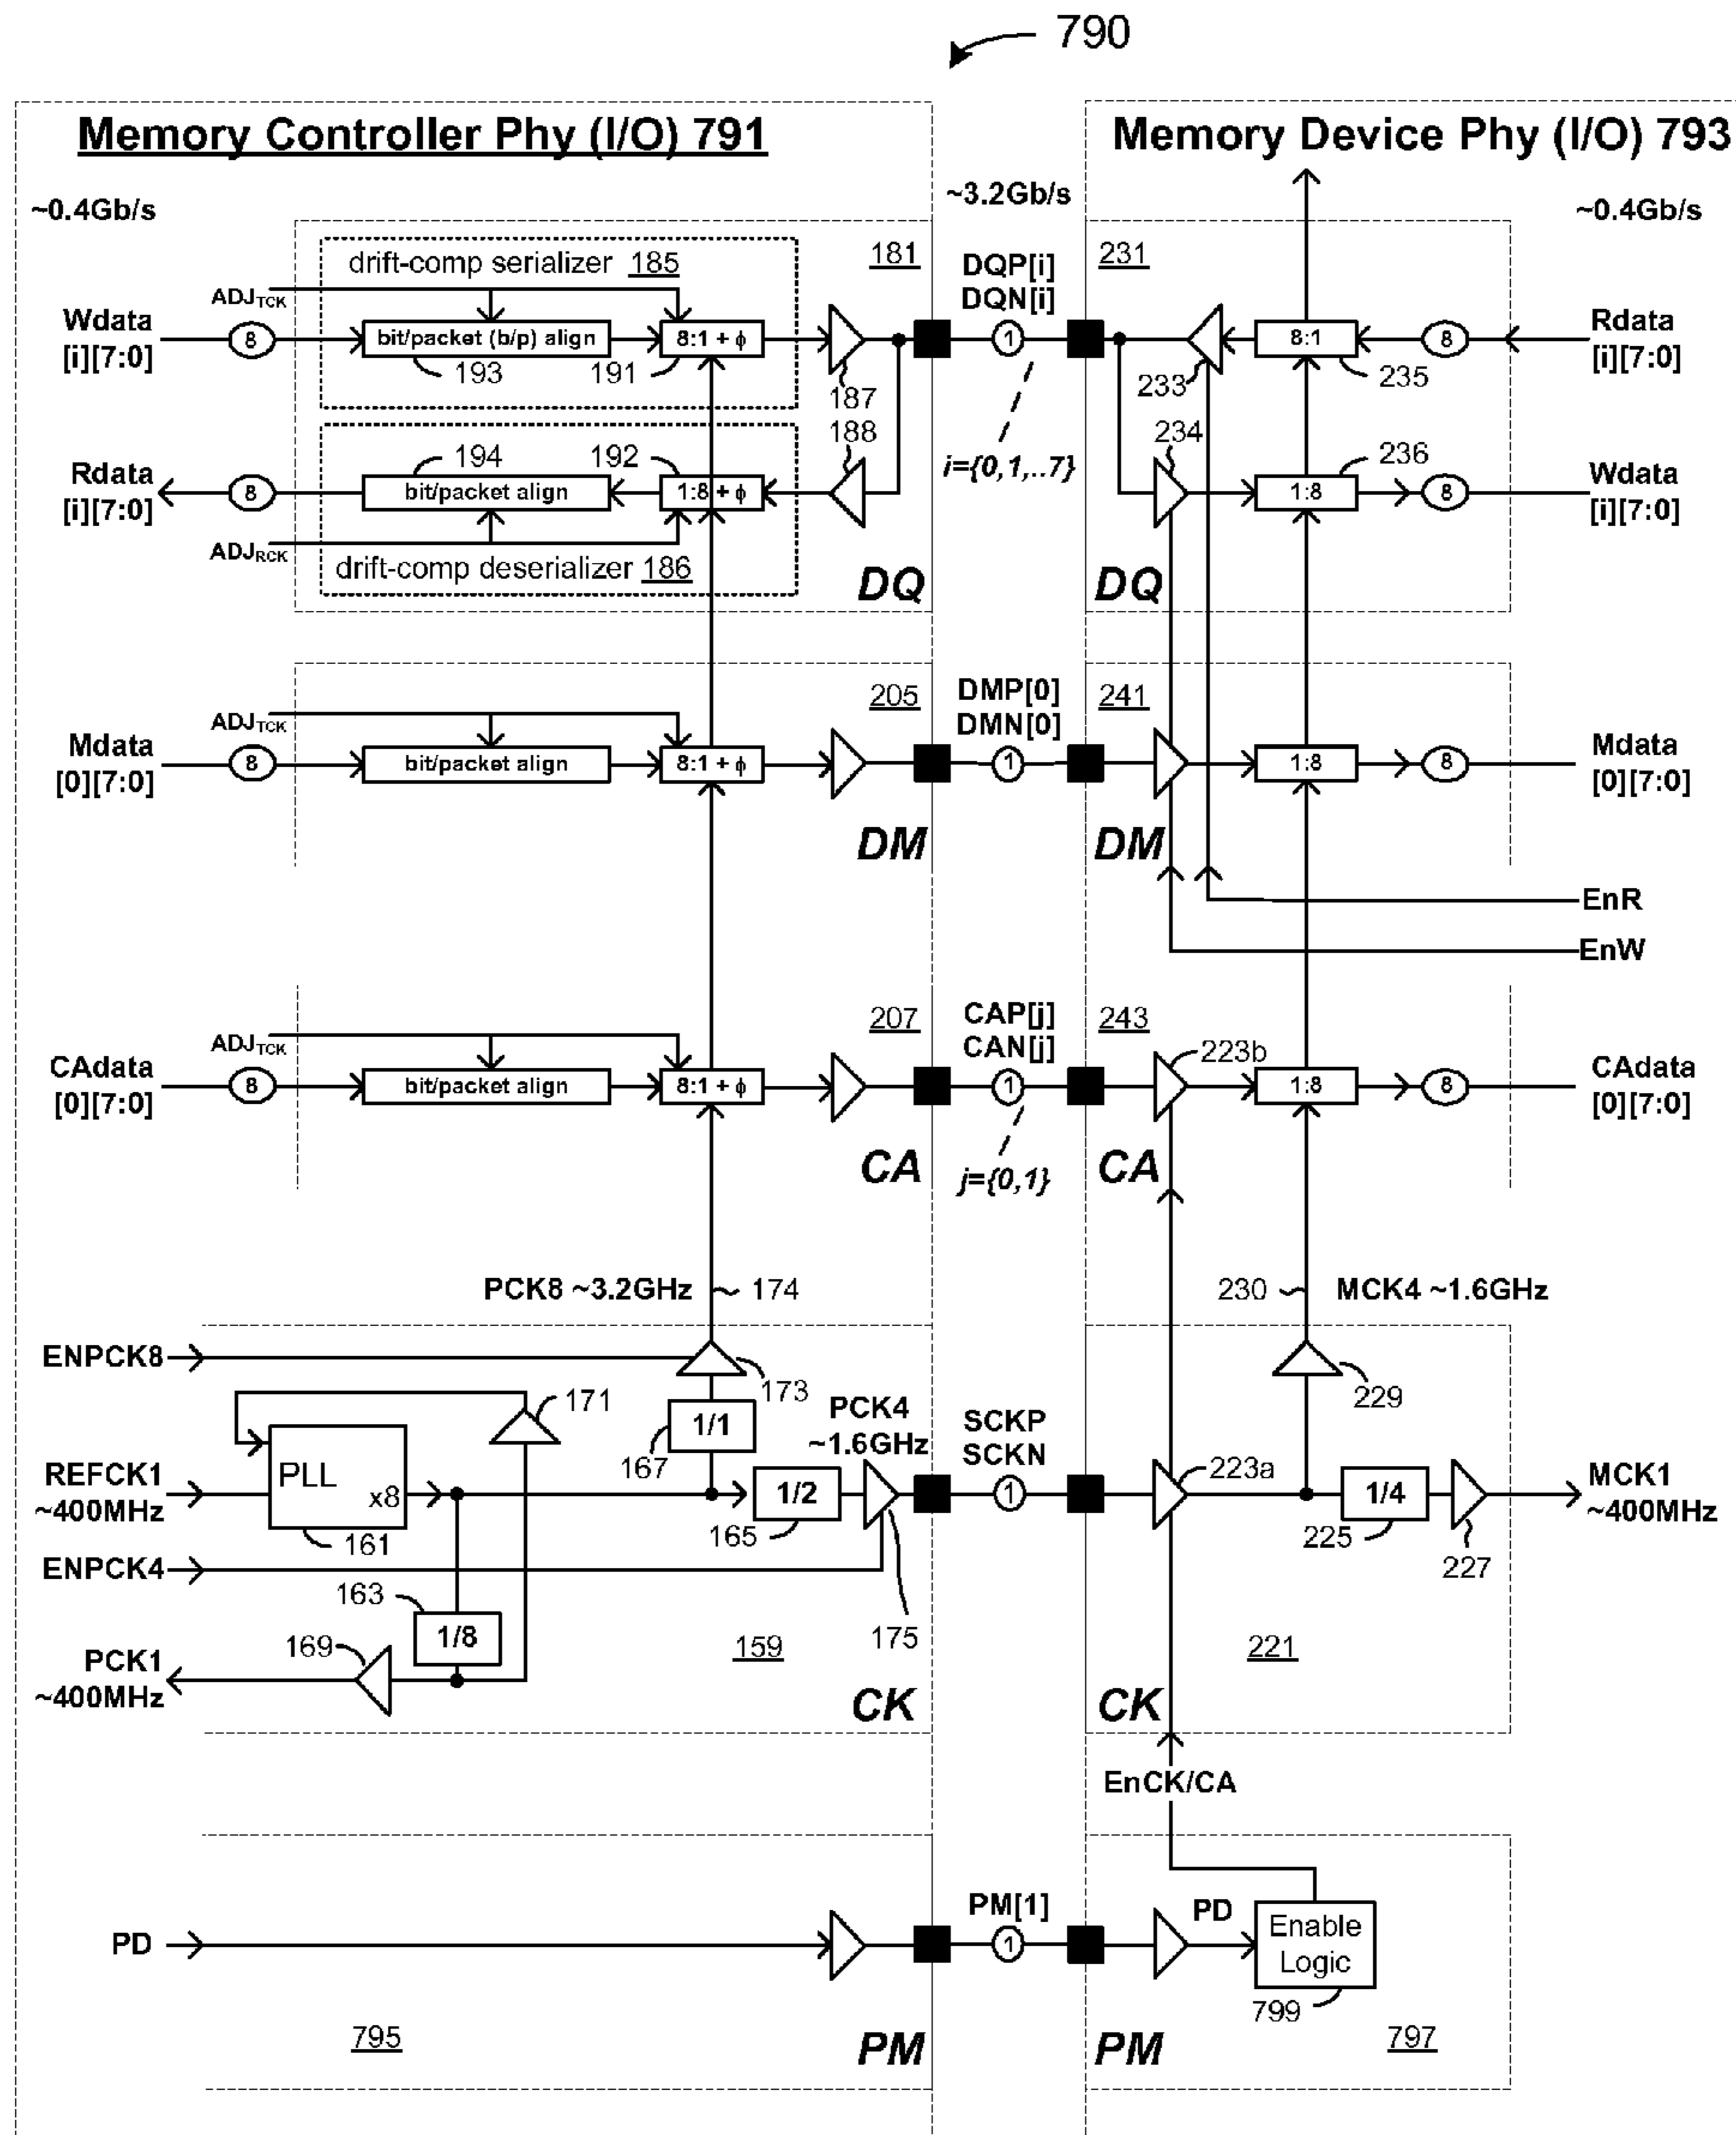 790
Memory Controller Phy (I/O) 791
Memory Device Phy (I/O) 793
~0.4Gb/s
~3.2Gb/s
~0.4Gb/s
drift-comp serializer 185
181
DQP[i]
DQN[i]
231
ADJTCK
Wdata
[i][7:0]
8
bit/packet (b/p) align
8:1 + ϕ
1
8:1
8
Rdata
[i][7:0]
193
191
187
233
235
188
i={0,1,..7}
234
236
194
192
Rdata
[i][7:0]
8
bit/packet align
1:8 + ϕ
1:8
8
Wdata
[i][7:0]
ADJRCK
drift-comp deserializer 186
DQ
DQ
205
DMP[0]
DMN[0]
241
ADJTCK
Mdata
[0][7:0]
8
bit/packet align
8:1 + ϕ
1
1:8
8
Mdata
[0][7:0]
DM
DM
EnR
EnW
207
CAP[j]
CAN[j]
243
223b
ADJTCK
CAdata
[0][7:0]
8
bit/packet align
8:1 + ϕ
1
1:8
8
CAdata
[0][7:0]
CA
j={0,1}
CA
PCK8 ~3.2GHz
174
230
MCK4 ~1.6GHz
ENPCK8
173
229
171
1/1
167
PCK4
~1.6GHz
SCKP
SCKN
REFCK1
~400MHz
PLL
x8
161
1/2
165
1
223a
1/4
225
227
MCK1
~400MHz
ENPCK4
163
1/8
175
169
159
221
PCK1
~400MHz
CK
CK
EnCK/CA
PD
PM[1]
1
PD
Enable
Logic
799
795
PM
PM
797